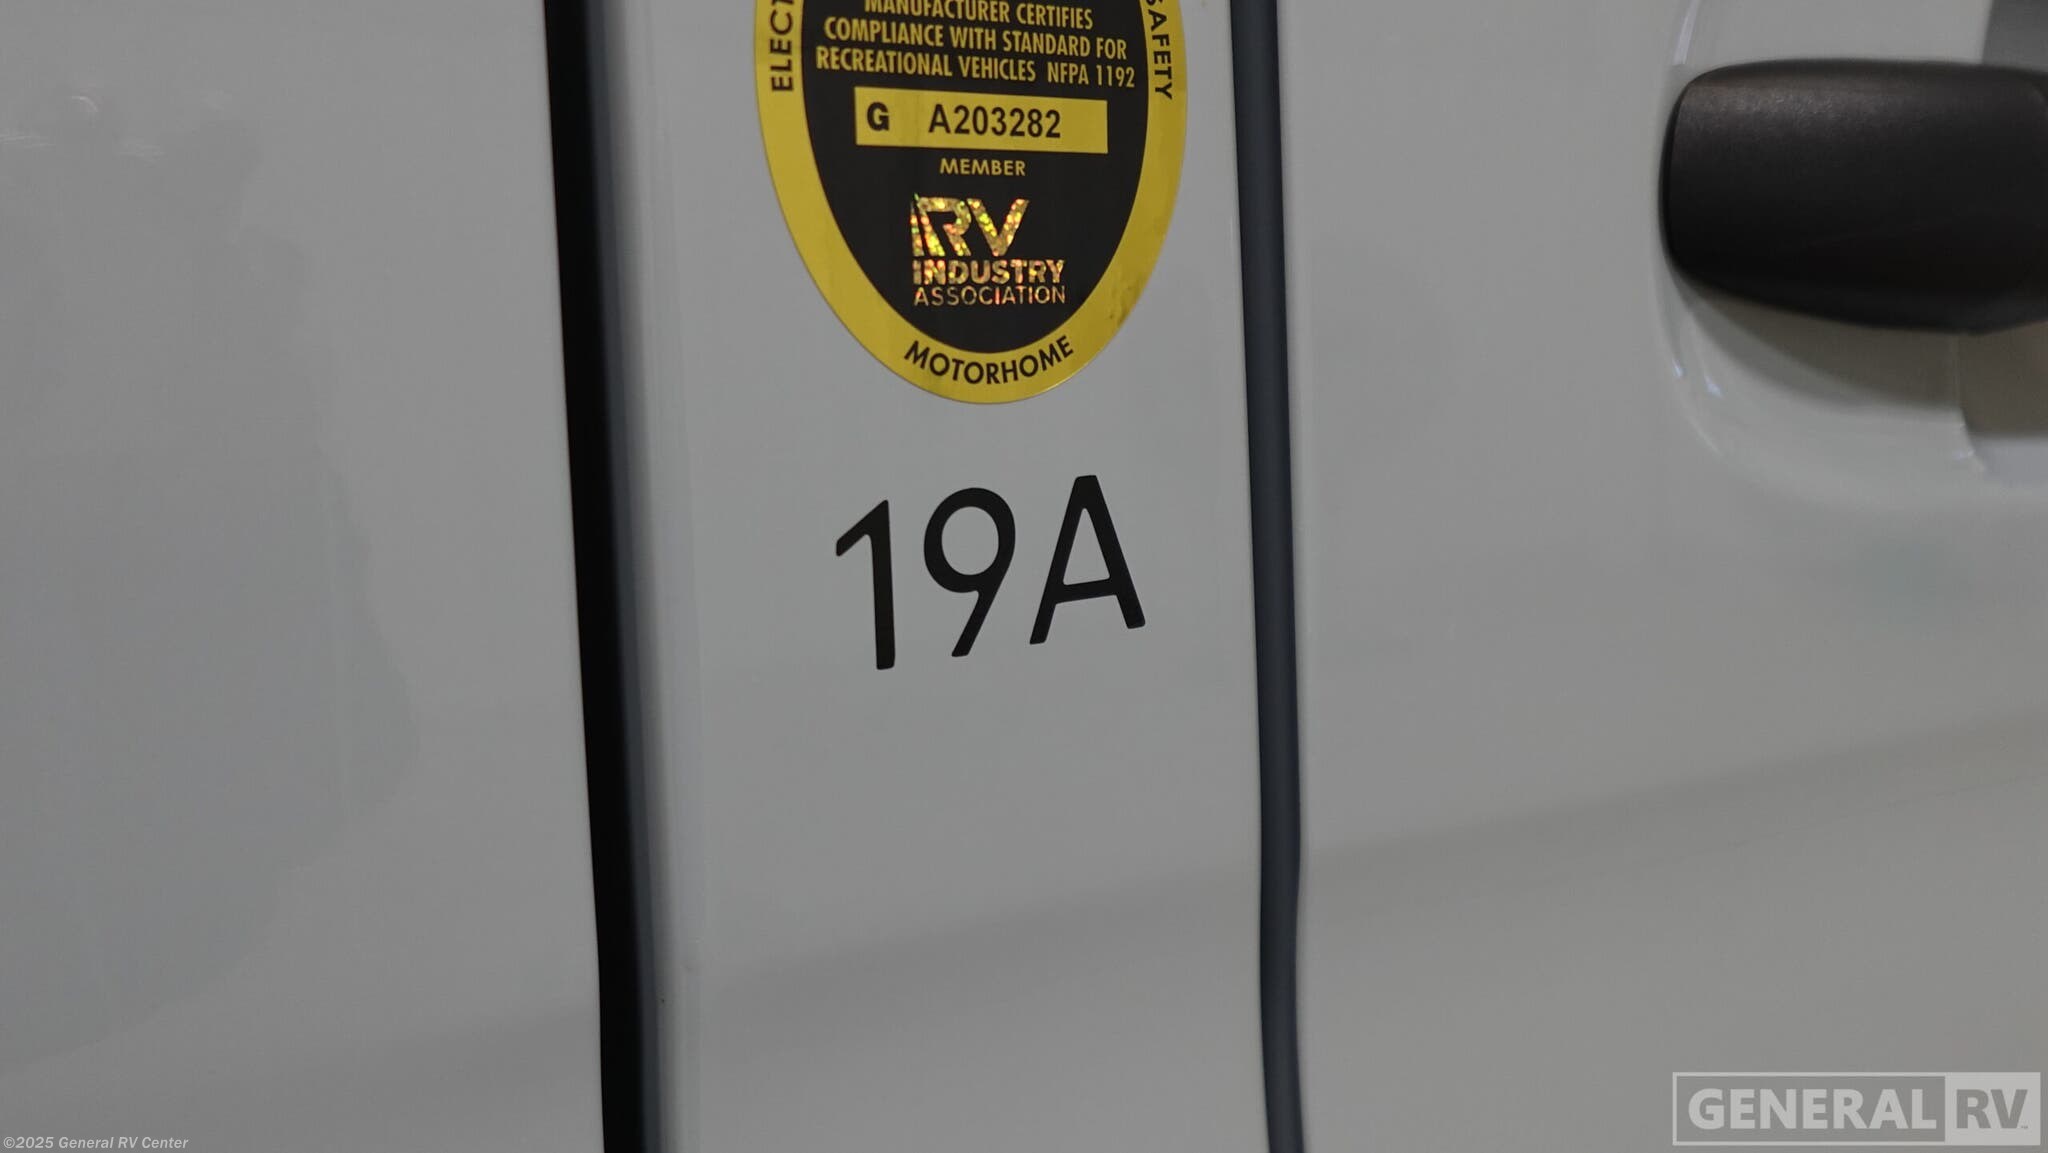 ELECT
SAFETY
MANUFACTURER CERTIFIES
COMPLIANCE WITH STANDARD FOR
RECREATIONAL VEHICLES NFPA 1192
G A203282
MEMBER
RV
INDUSTRY
ASSOCIATION
MOTORHOME
19A
©2025 General RV Center
GENERAL RV